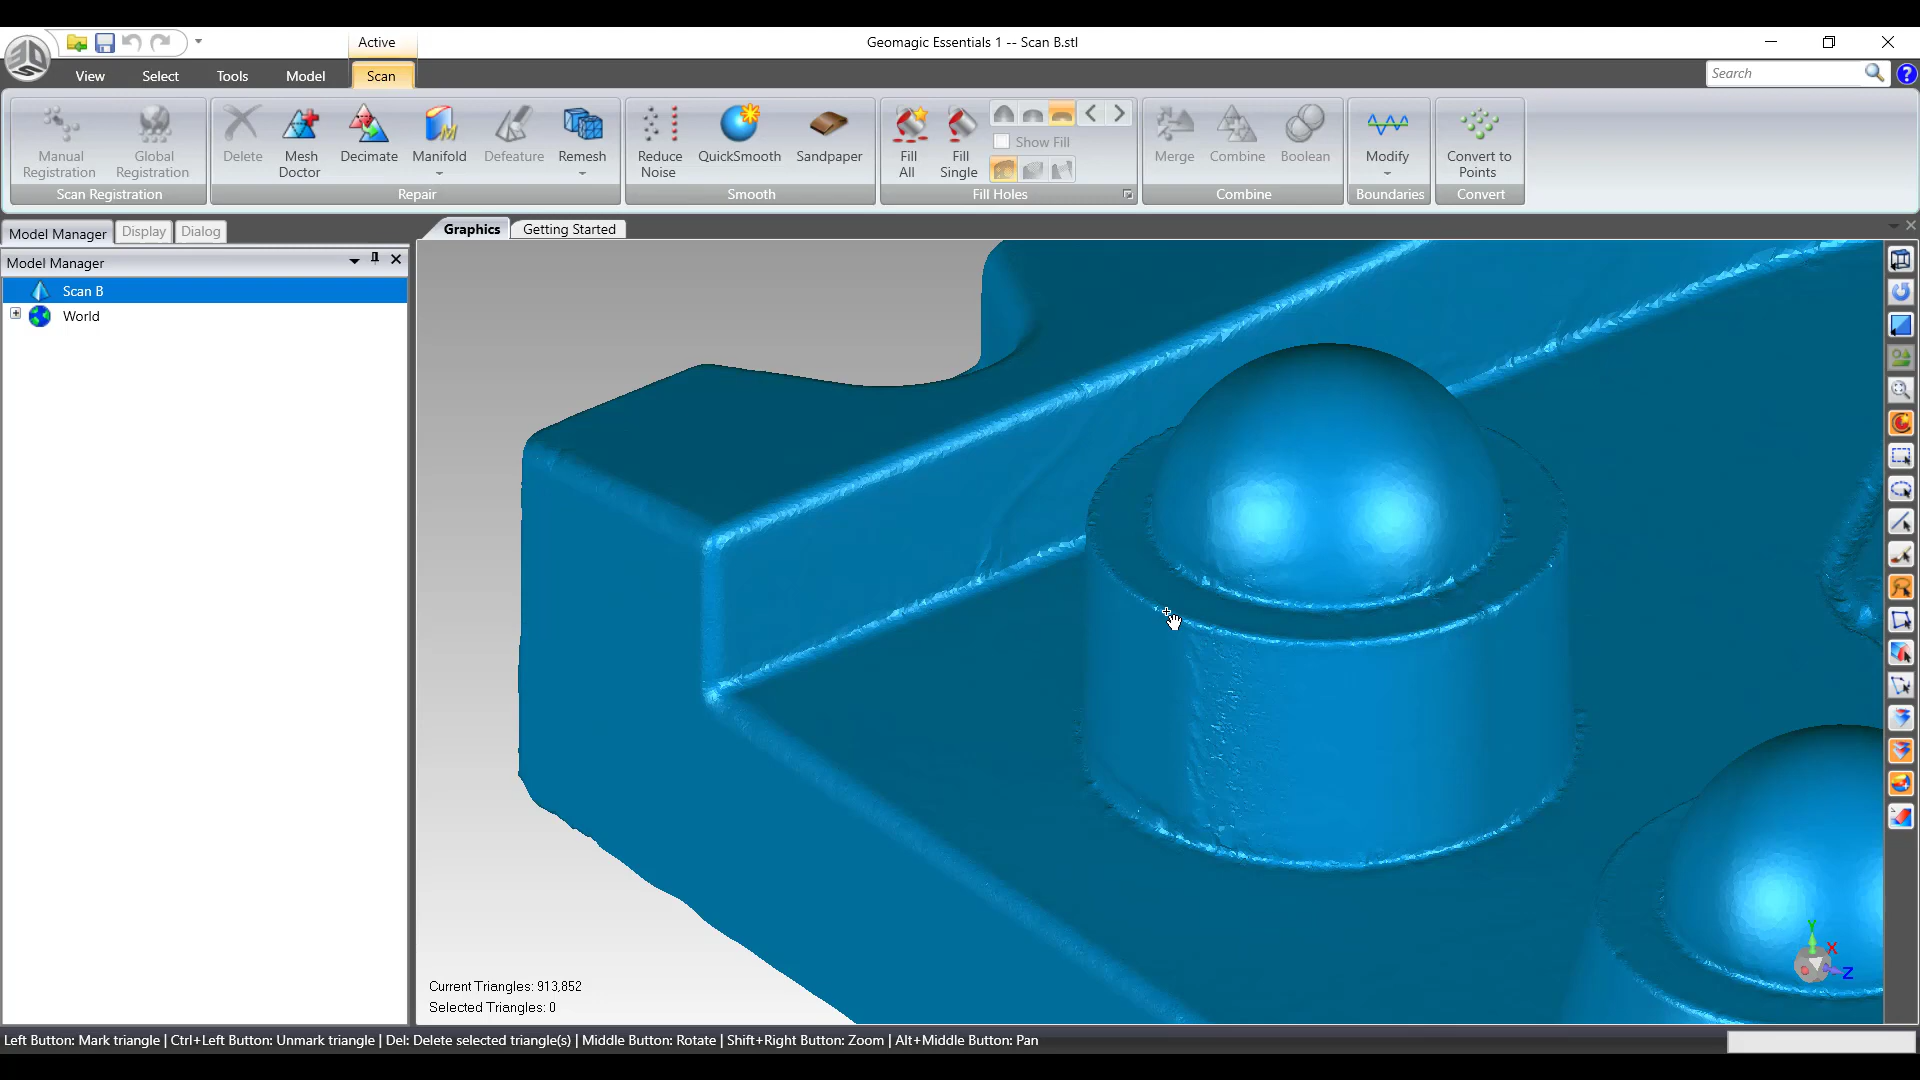 Active
Geomagic Essentials 1 -- Scan B.stl
View
Select
Tools
Model
Scan
Search
?
Manual
Registration
Global
Registration
Scan Registration
Delete
Mesh
Doctor
Decimate
Manifold
Defeature
Remesh
Repair
Reduce
Noise
QuickSmooth
Sandpaper
Smooth
Fill
All
Fill
Single
Show Fill
Fill Holes
Merge
Combine
Boolean
Combine
Modify
Boundaries
Convert to
Points
Convert
Model Manager
Display
Dialog
Graphics
Getting Started
Model Manager
Scan B
World
Y
X
Z
Current Triangles: 913,852
Selected Triangles: 0
Left Button: Mark triangle | Ctrl+Left Button: Unmark triangle | Del: Delete selected triangle(s) | Middle Button: Rotate | Shift+Right Button: Zoom | Alt+Middle Button: Pan